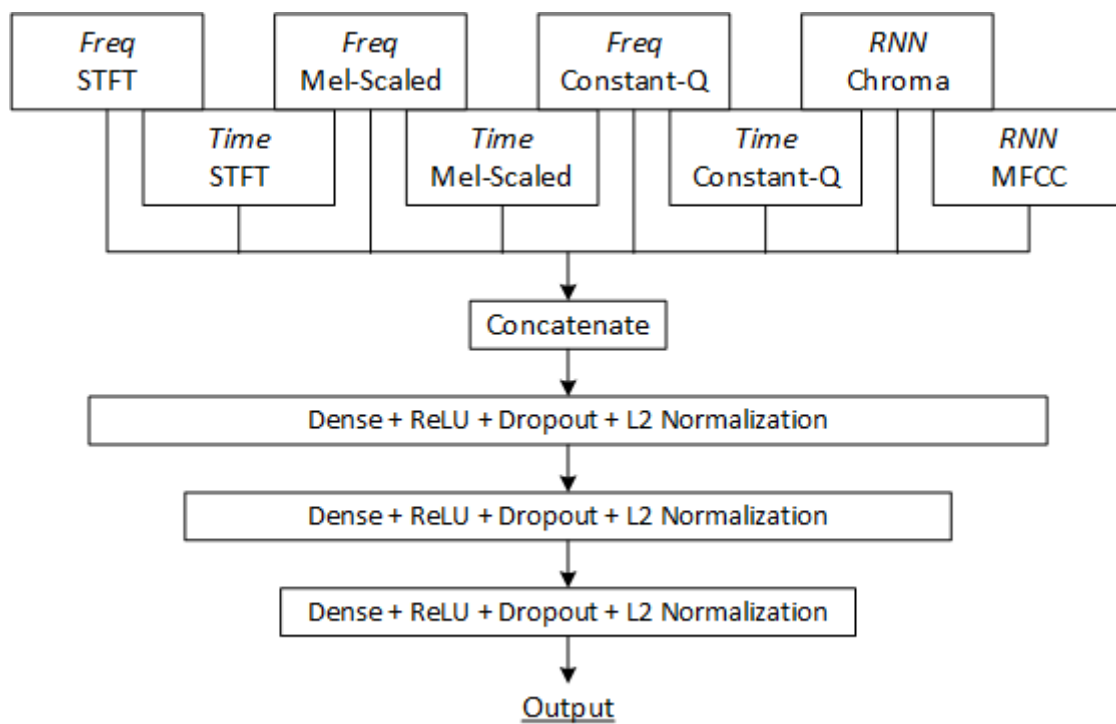 Freq
STFT
Freq
Mel-Scaled
Freq
Constant-Q
RNN
Chroma
Time
STFT
Time
Mel-Scaled
Time
Constant-Q
RNN
MFCC
Concatenate
Dense + ReLU + Dropout + L2 Normalization
Dense + ReLU + Dropout + L2 Normalization
Dense + ReLU + Dropout + L2 Normalization
Output